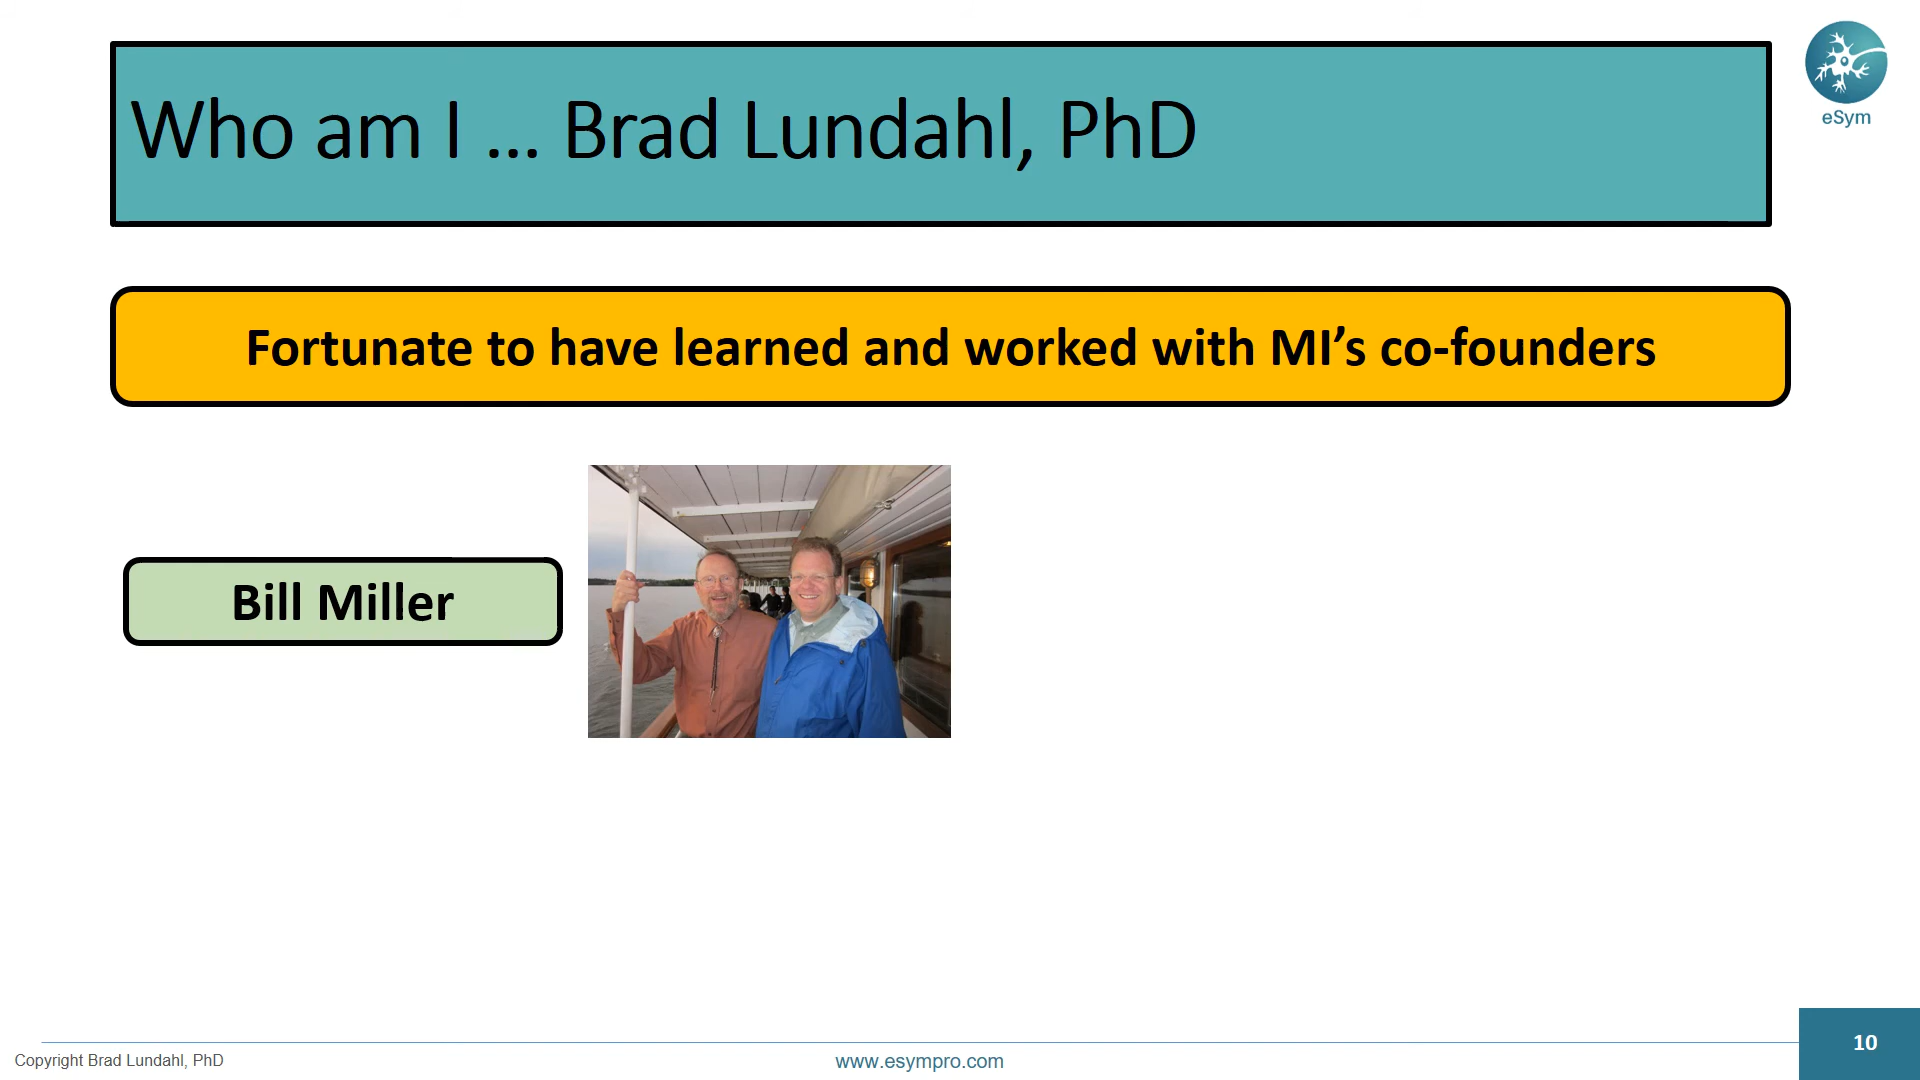 Who am I ... Brad Lundahl, PhD
eSym
Fortunate to have learned and worked with MI’s co-founders
Bill Miller
Copyright Brad Lundahl, PhD
www.esympro.com
10